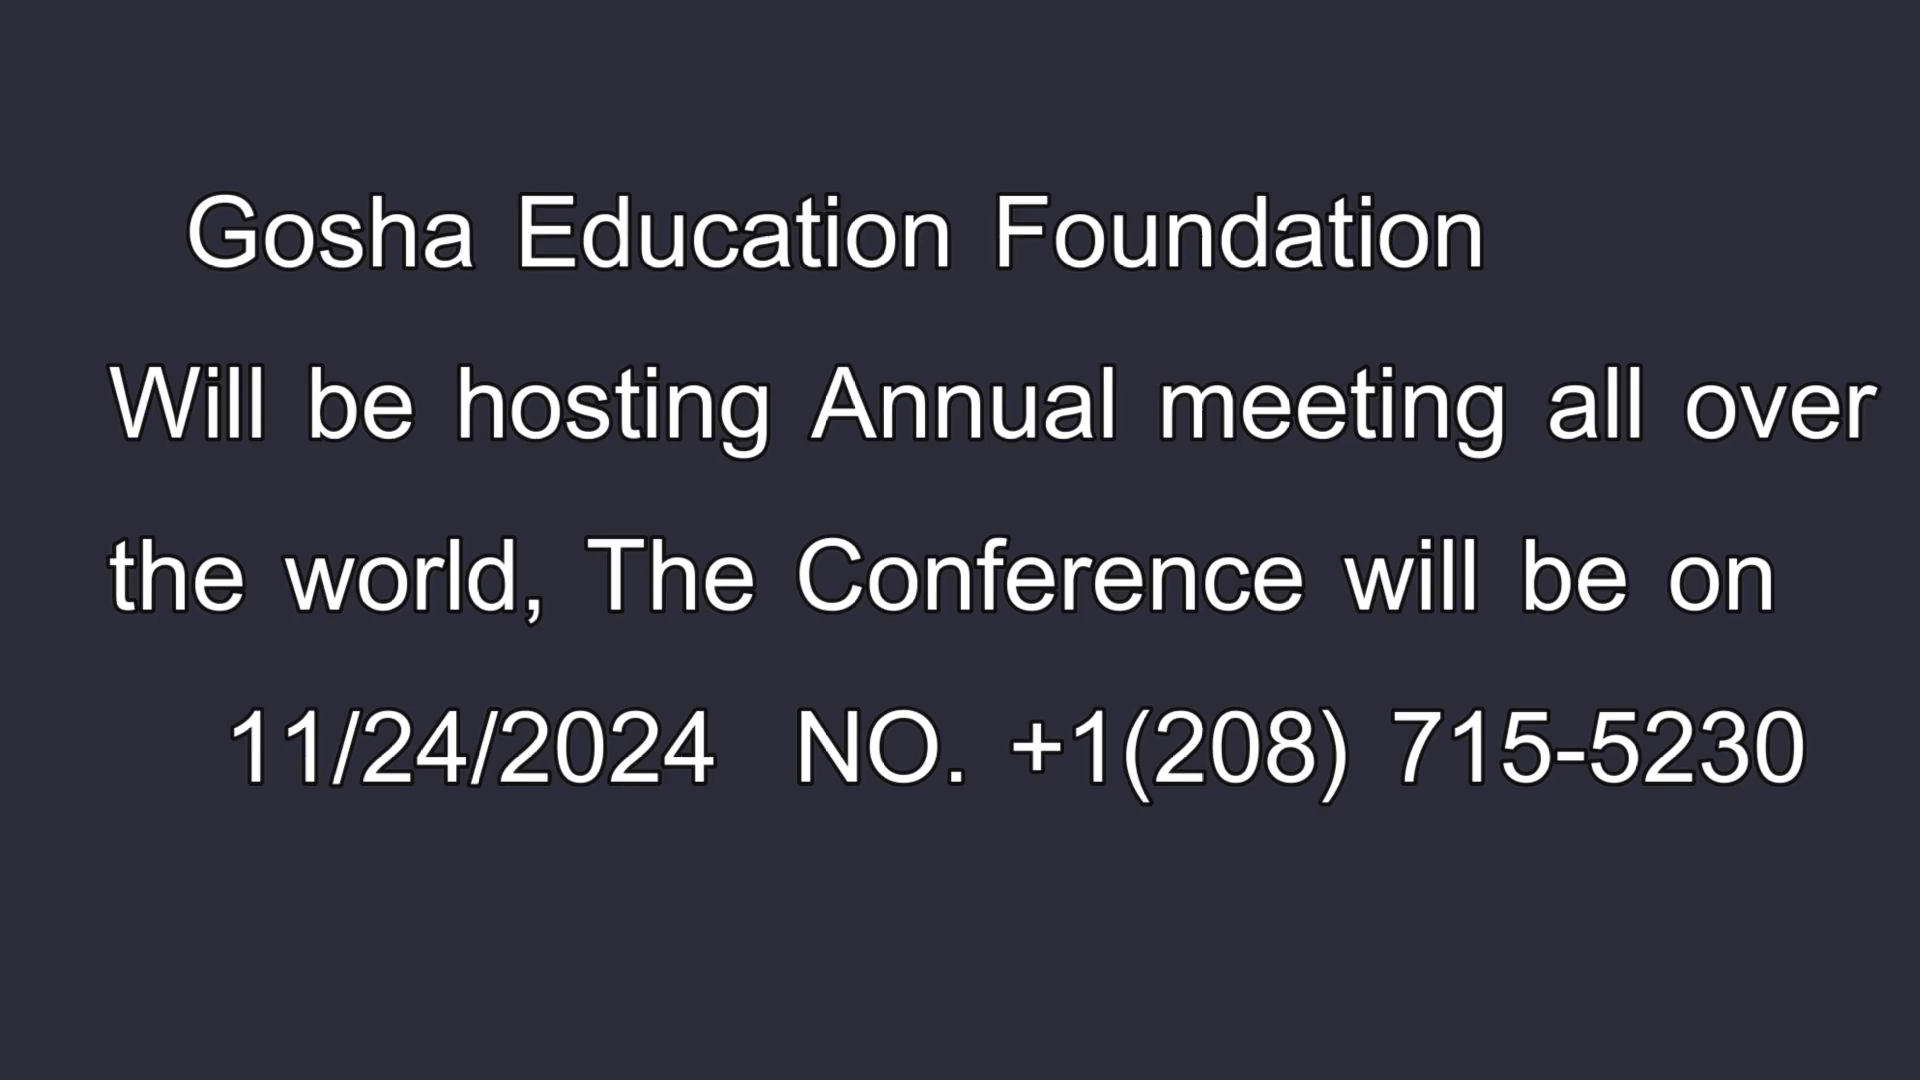 Gosha Education Foundation
Will be hosting Annual meeting all over
the world, The Conference will be on
11/24/2024 NO. +1(208) 715-5230